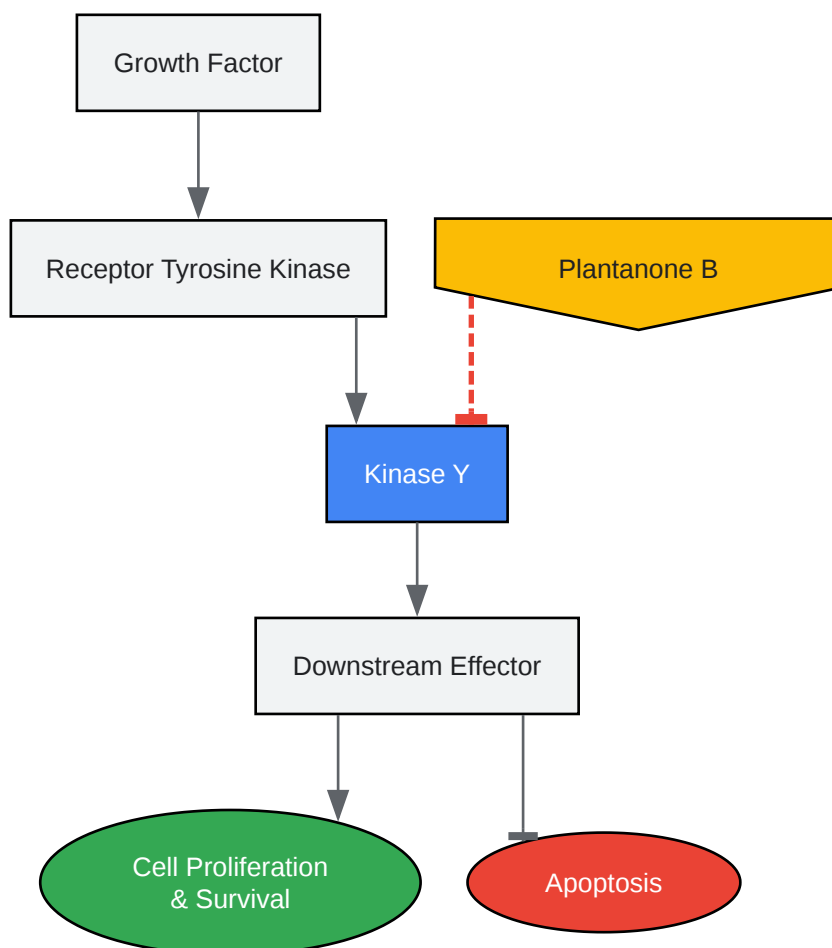 Growth Factor
Receptor Tyrosine Kinase
Plantanone B
Kinase Y
Downstream Effector
Cell Proliferation
& Survival
Apoptosis